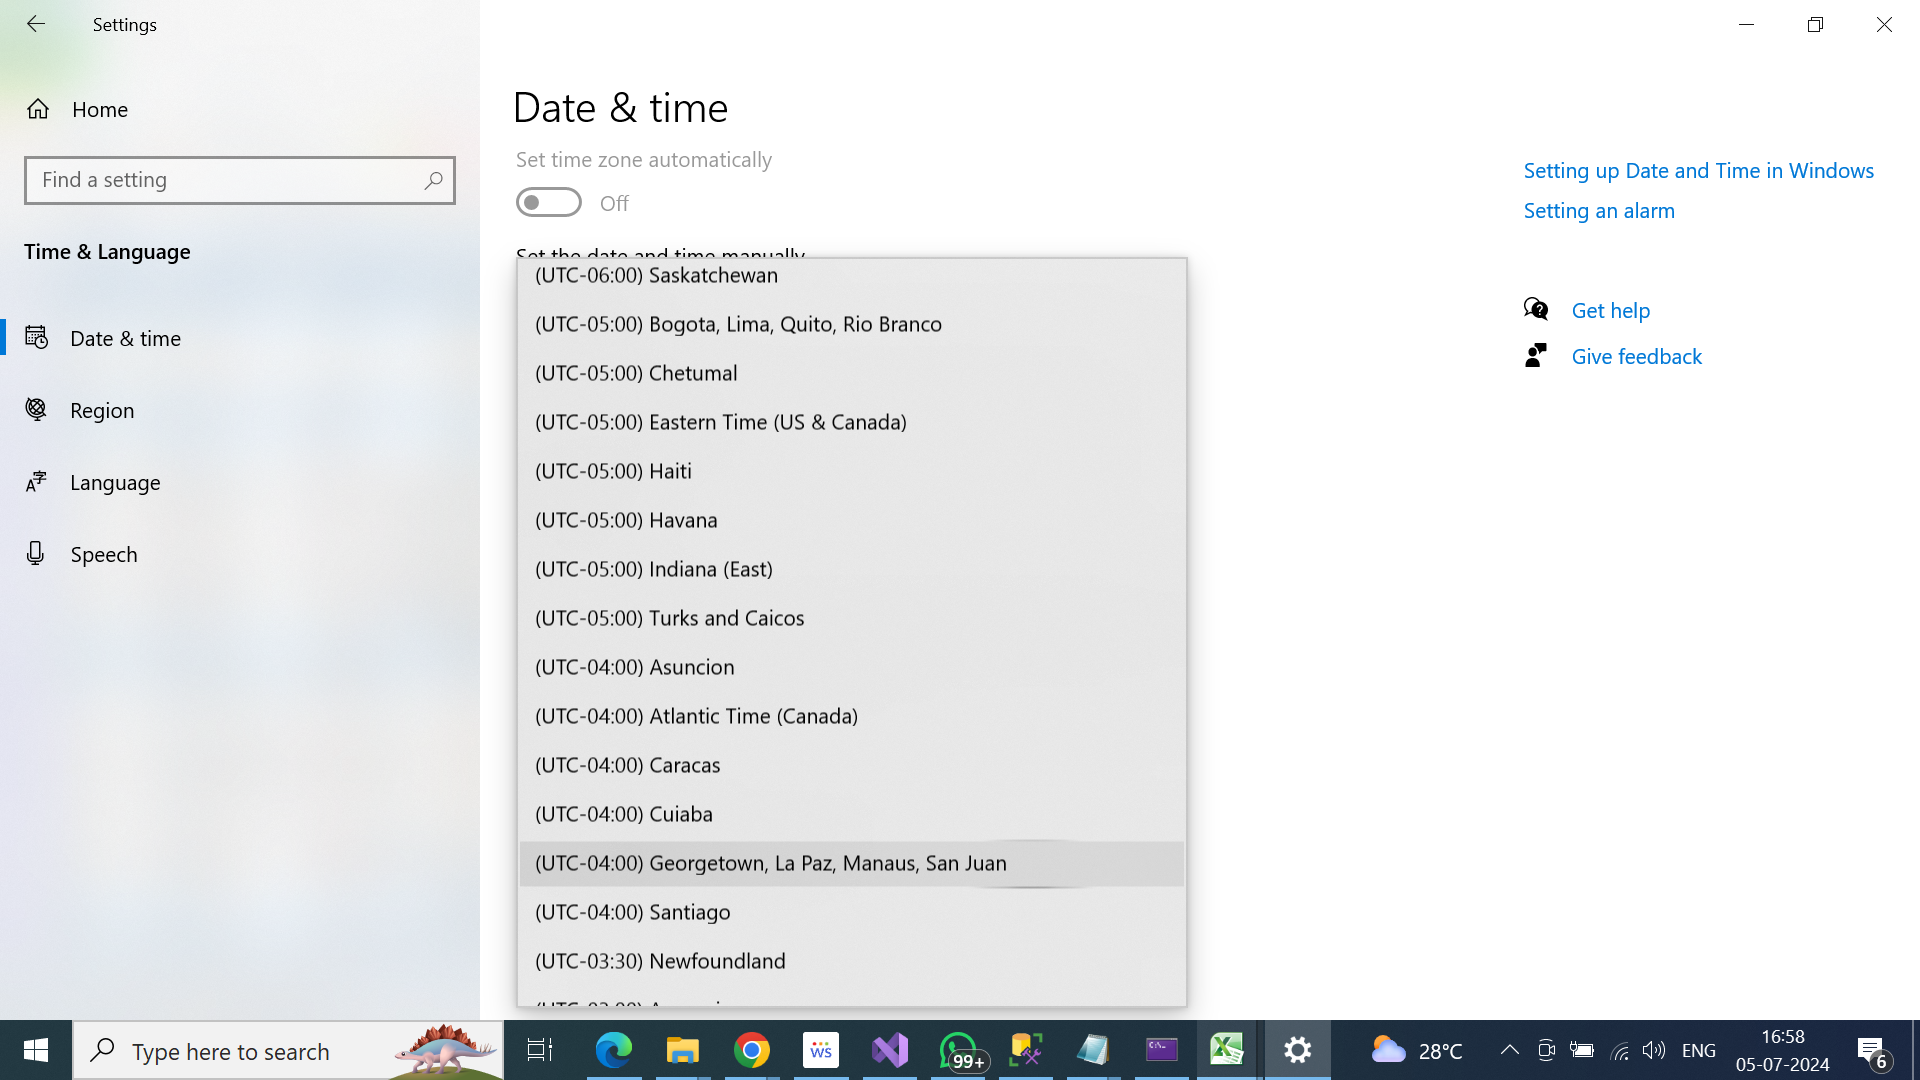 Settings
Home
Find a setting
Time & Language
Date & time
Region
Language
Speech
Date & time
Set time zone automatically
Off
Set the date and time manually
(UTC-06:00) Saskatchewan
(UTC-05:00) Bogota, Lima, Quito, Rio Branco
(UTC-05:00) Chetumal
(UTC-05:00) Eastern Time (US & Canada)
(UTC-05:00) Haiti
(UTC-05:00) Havana
(UTC-05:00) Indiana (East)
(UTC-05:00) Turks and Caicos
(UTC-04:00) Asuncion
(UTC-04:00) Atlantic Time (Canada)
(UTC-04:00) Caracas
(UTC-04:00) Cuiaba
(UTC-04:00) Georgetown, La Paz, Manaus, San Juan
(UTC-04:00) Santiago
(UTC-03:30) Newfoundland
Setting up Date and Time in Windows
Setting an alarm
Get help
Give feedback
Type here to search
ws
99+
28°C
ENG
16:58
05-07-2024
6